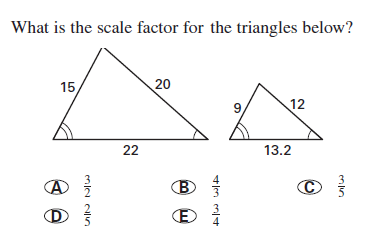 What is the scale factor for the triangles below?
15 20 9 12
22 13.2
A 3/2 B 4/3 C 3/5
D 2/5 E 3/4